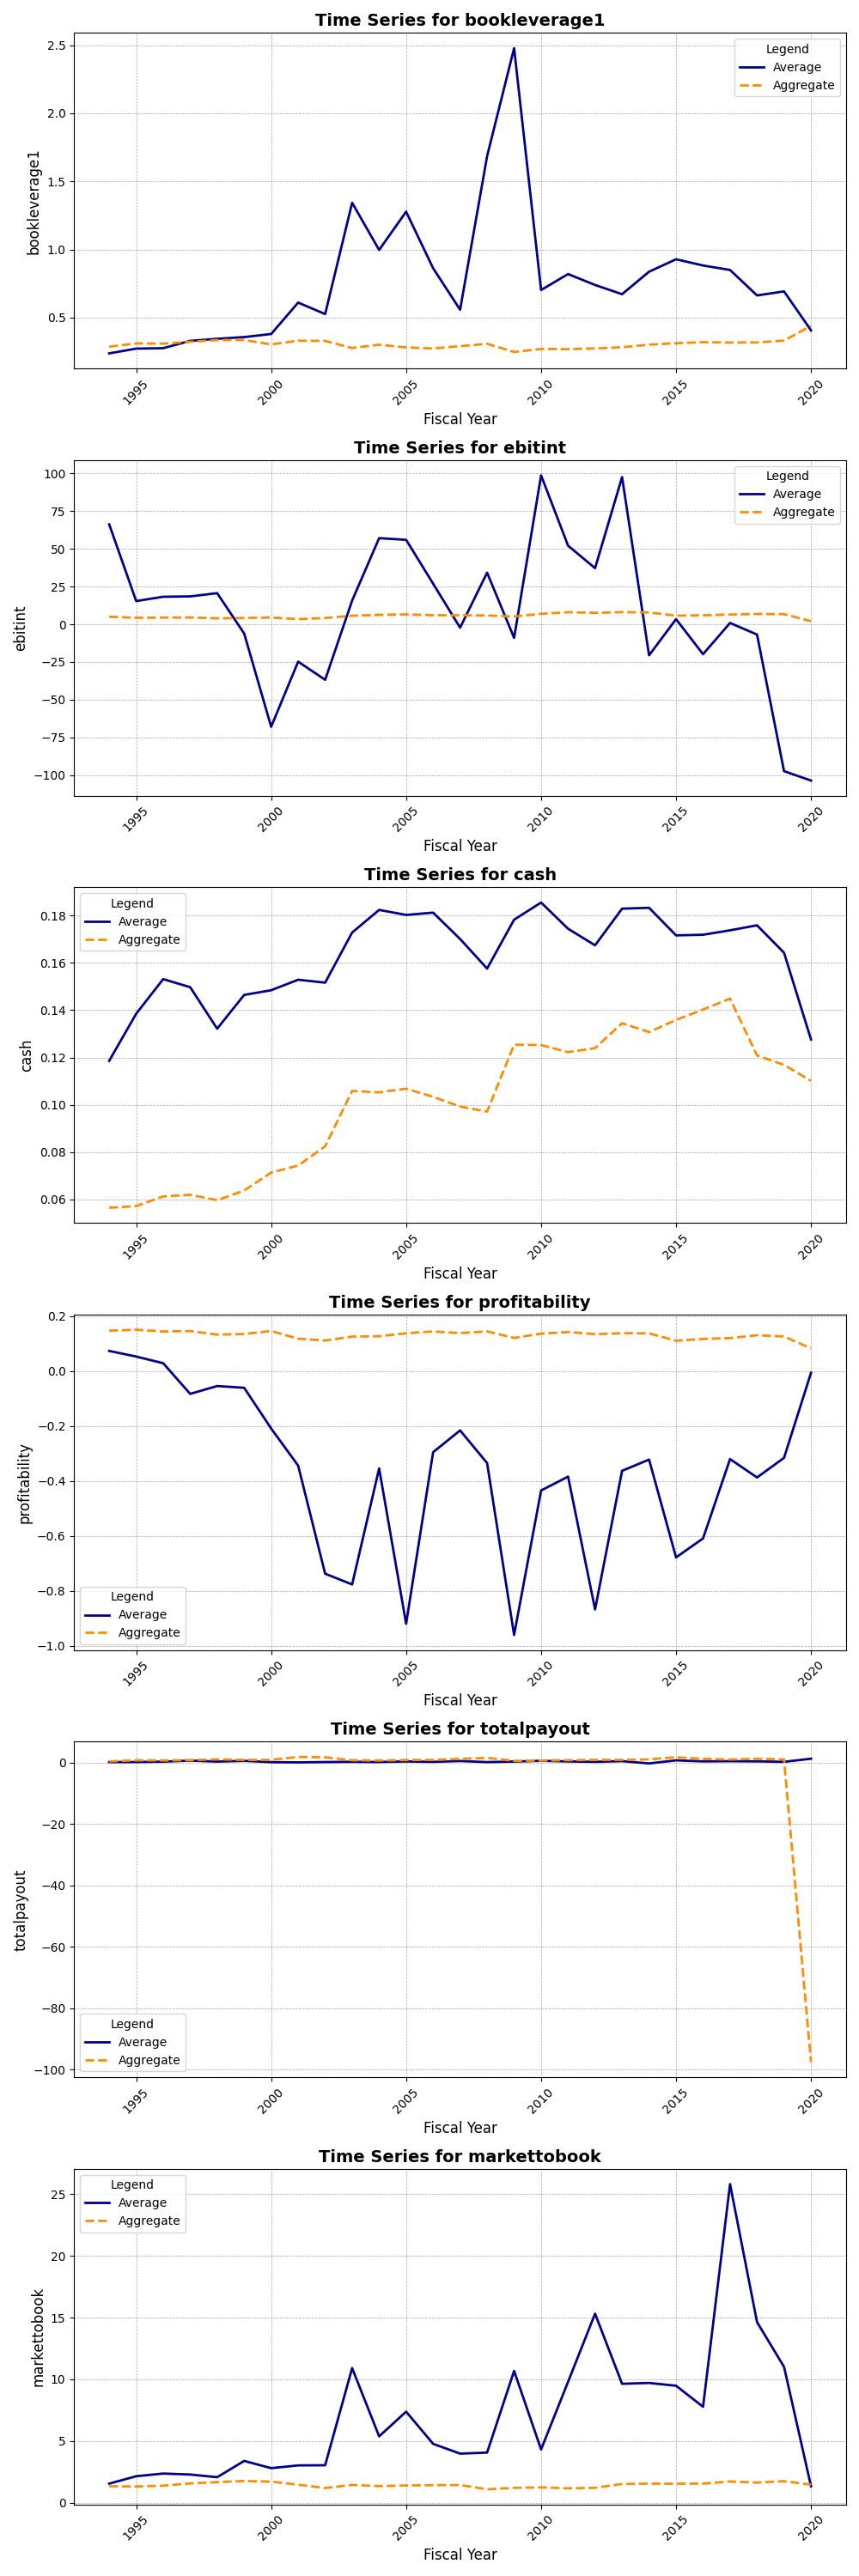 Time Series for bookleverage1
2.5
2.0
1.5
1.0
0.5
bookleverage1
Legend
Average
Aggregate
1995
2000
2005
2010
2015
2020
Fiscal Year
Time Series for ebitint
100
75
50
25
0
−25
−50
−75
−100
ebitint
Legend
Average
Aggregate
1995
2000
2005
2010
2015
2020
Fiscal Year
Time Series for cash
0.18
0.16
0.14
0.12
0.10
0.08
0.06
cash
Legend
Average
Aggregate
1995
2000
2005
2010
2015
2020
Fiscal Year
Time Series for profitability
0.2
0.0
−0.2
−0.4
−0.6
−0.8
−1.0
profitability
Legend
Average
Aggregate
1995
2000
2005
2010
2015
2020
Fiscal Year
Time Series for totalpayout
0
−20
−40
−60
−80
−100
totalpayout
Legend
Average
Aggregate
1995
2000
2005
2010
2015
2020
Fiscal Year
Time Series for markettobook
25
20
15
10
5
0
markettobook
Legend
Average
Aggregate
1995
2000
2005
2010
2015
2020
Fiscal Year